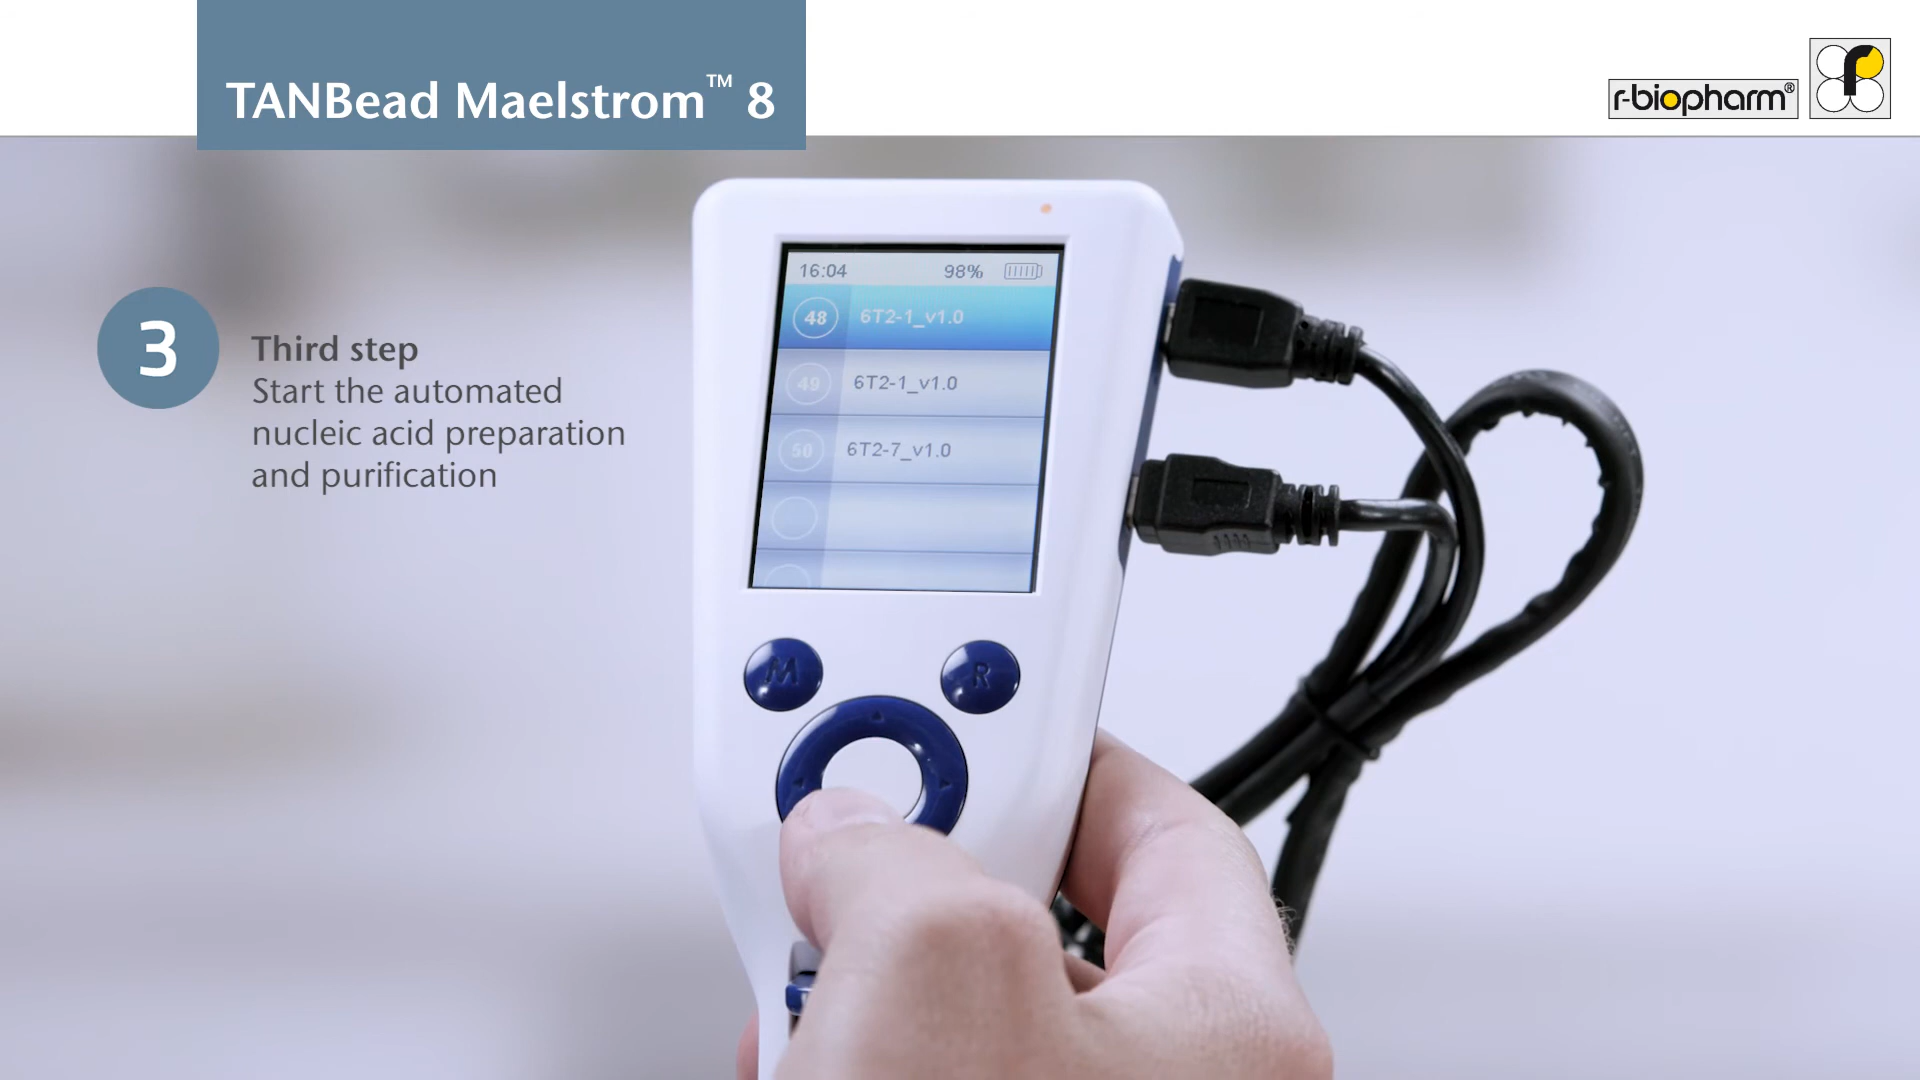 TANBead Maelstrom™ 8
r-biopharm®
3
Third step
Start the automated
nucleic acid preparation
and purification
16:04 98%
48 6T2-1_v1.0
49 6T2-1_v1.0
50 6T2-7_v1.0
M R